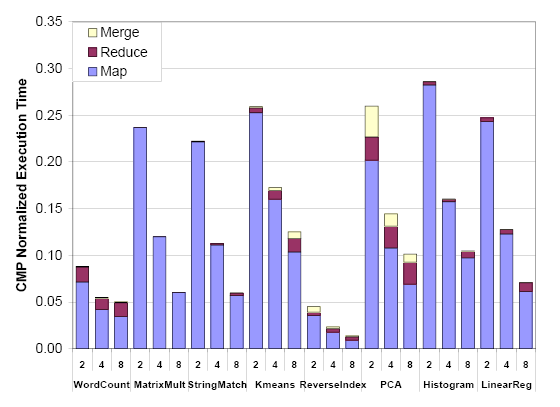 0.35
0.30
0.25
0.20
0.15
0.10
0.05
0.00
CMP Normalized Execution Time
Merge
Reduce
Map
2 4 8 2 4 8 2 4 8 2 4 8 2 4 8 2 4 8 2 4 8 2 4 8
WordCount MatrixMult StringMatch Kmeans ReverseIndex PCA Histogram LinearReg